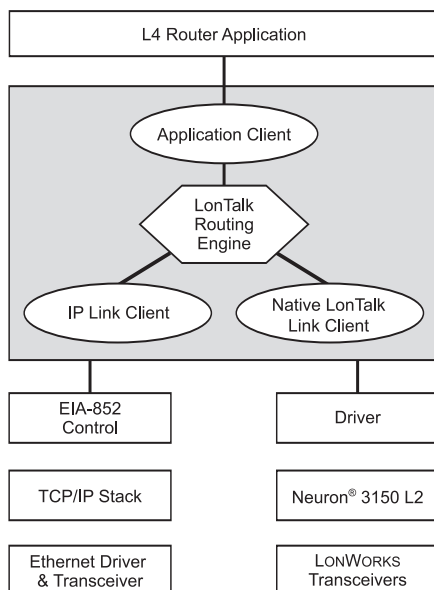 L4 Router Application
Application Client
LonTalk
Routing
Engine
IP Link Client
Native LonTalk
Link Client
EIA-852
Control
Driver
TCP/IP Stack
Neuron® 3150 L2
Ethernet Driver
& Transceiver
LONWORKS
Transceivers